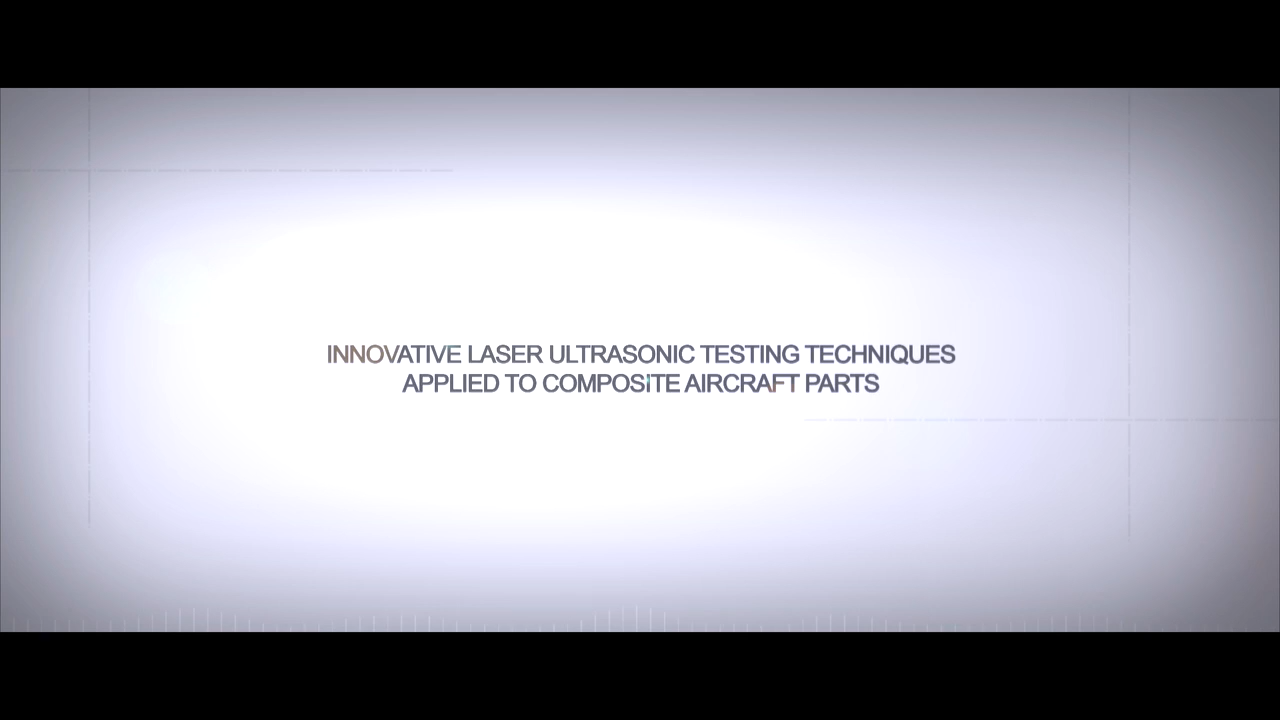 INNOVATIVE LASER ULTRASONIC TESTING TECHNIQUES
APPLIED TO COMPOSITE AIRCRAFT PARTS